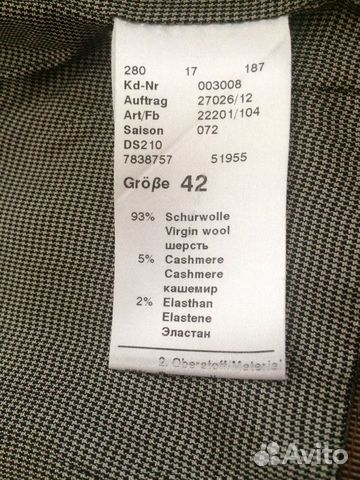 280 17 187
Kd-Nr 003008
Auftrag 27026/12
Art/Fb 22201/104
Saison 072
DS210
7838757 51955
Größe 42
93% Schurwolle
Virgin wool
шерсть
5% Cashmere
Cashmere
кашемир
2% Elasthan
Elastene
Эластан
2. Oberstoff/Material
Avito